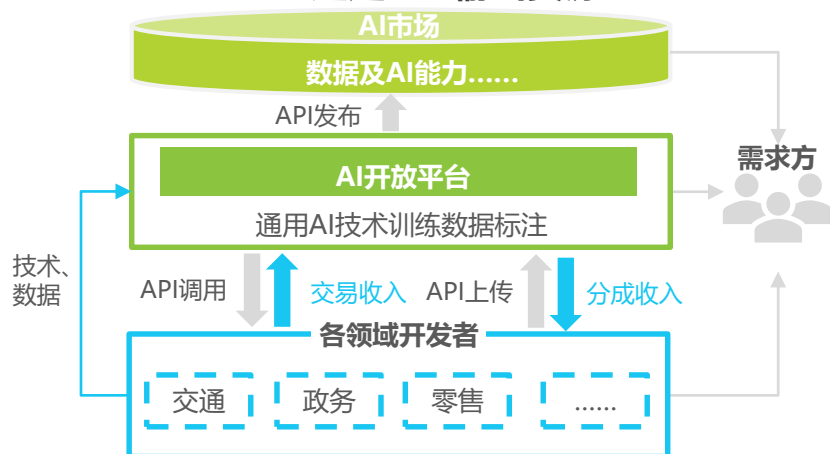 AI市场
数据及AI能力......
API发布
需求方
AI开放平台
通用AI技术训练数据标注
技术、
数据
API调用
交易收入
API上传
分成收入
各领域开发者
交通
政务
零售
......